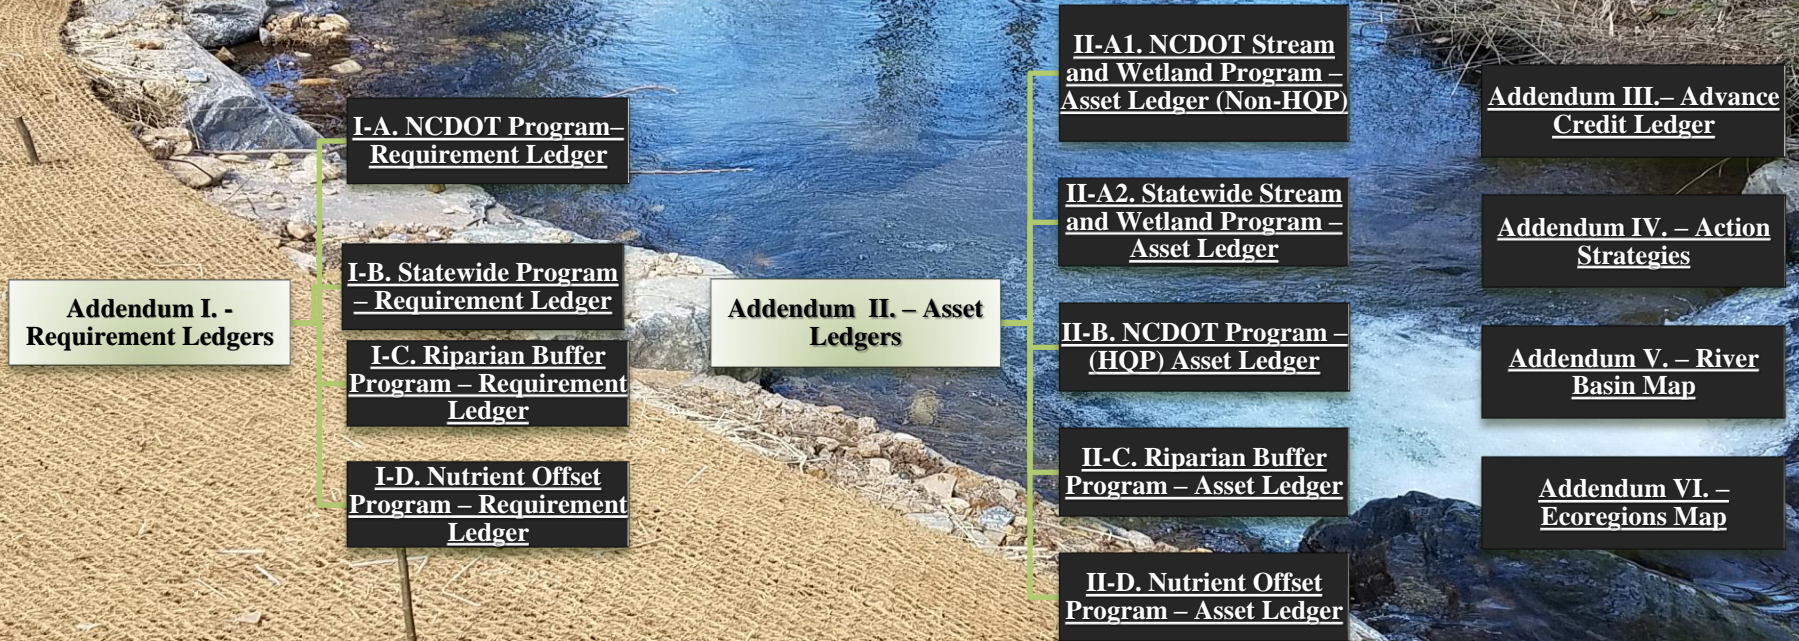 Addendum I. -
Requirement Ledgers
I-A. NCDOT Program–
Requirement Ledger
I-B. Statewide Program
– Requirement Ledger
I-C. Riparian Buffer
Program – Requirement
Ledger
I-D. Nutrient Offset
Program – Requirement
Ledger
Addendum II. – Asset
Ledgers
II-A1. NCDOT Stream
and Wetland Program –
Asset Ledger (Non-HQP)
II-A2. Statewide Stream
and Wetland Program –
Asset Ledger
II-B. NCDOT Program –
(HQP) Asset Ledger
II-C. Riparian Buffer
Program – Asset Ledger
II-D. Nutrient Offset
Program – Asset Ledger
Addendum III.– Advance
Credit Ledger
Addendum IV. – Action
Strategies
Addendum V. – River
Basin Map
Addendum VI. –
Ecoregions Map